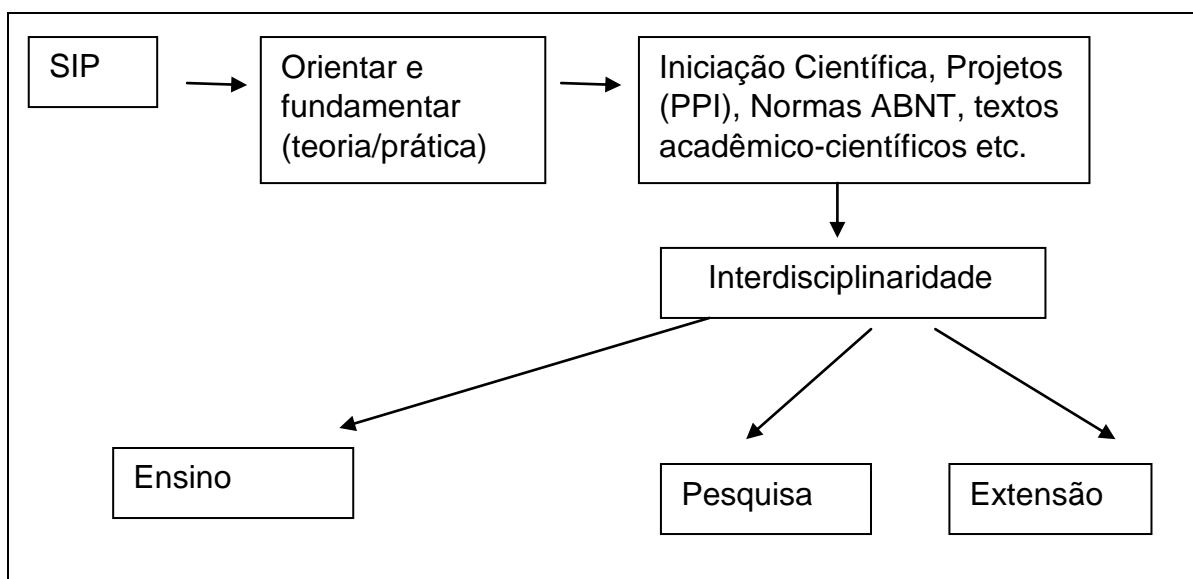 SIP
Orientar e
fundamentar
(teoria/prática)
Iniciação Científica, Projetos
(PPI), Normas ABNT, textos
acadêmico-científicos etc.
Interdisciplinaridade
Ensino
Pesquisa
Extensão